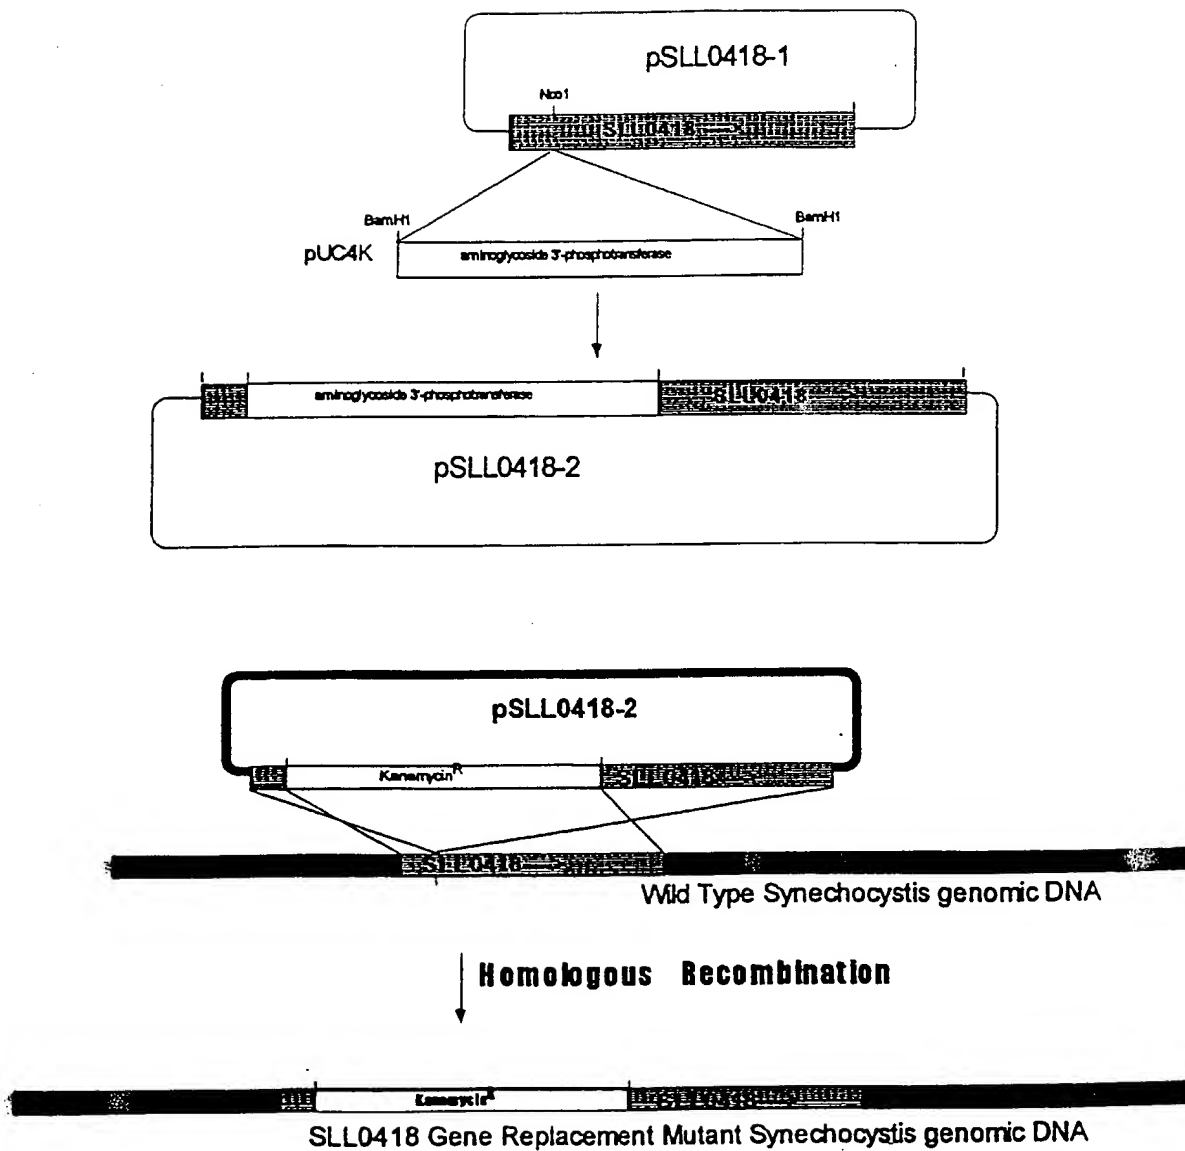 pSLL0418-1
Nco1
SLL0418
BamH1
BamH1
pUC4K
aminoglycoside 3'-phosphotransferase
aminoglycoside 3'-phosphotransferase
SLL0418
pSLL0418-2
pSLL0418-2
Kanamycin^R
SLL0418
SLL0418
Wild Type Synechocystis genomic DNA
Homologous Recombination
Kanamycin^R
SLL0418
SLL0418 Gene Replacement Mutant Synechocystis genomic DNA